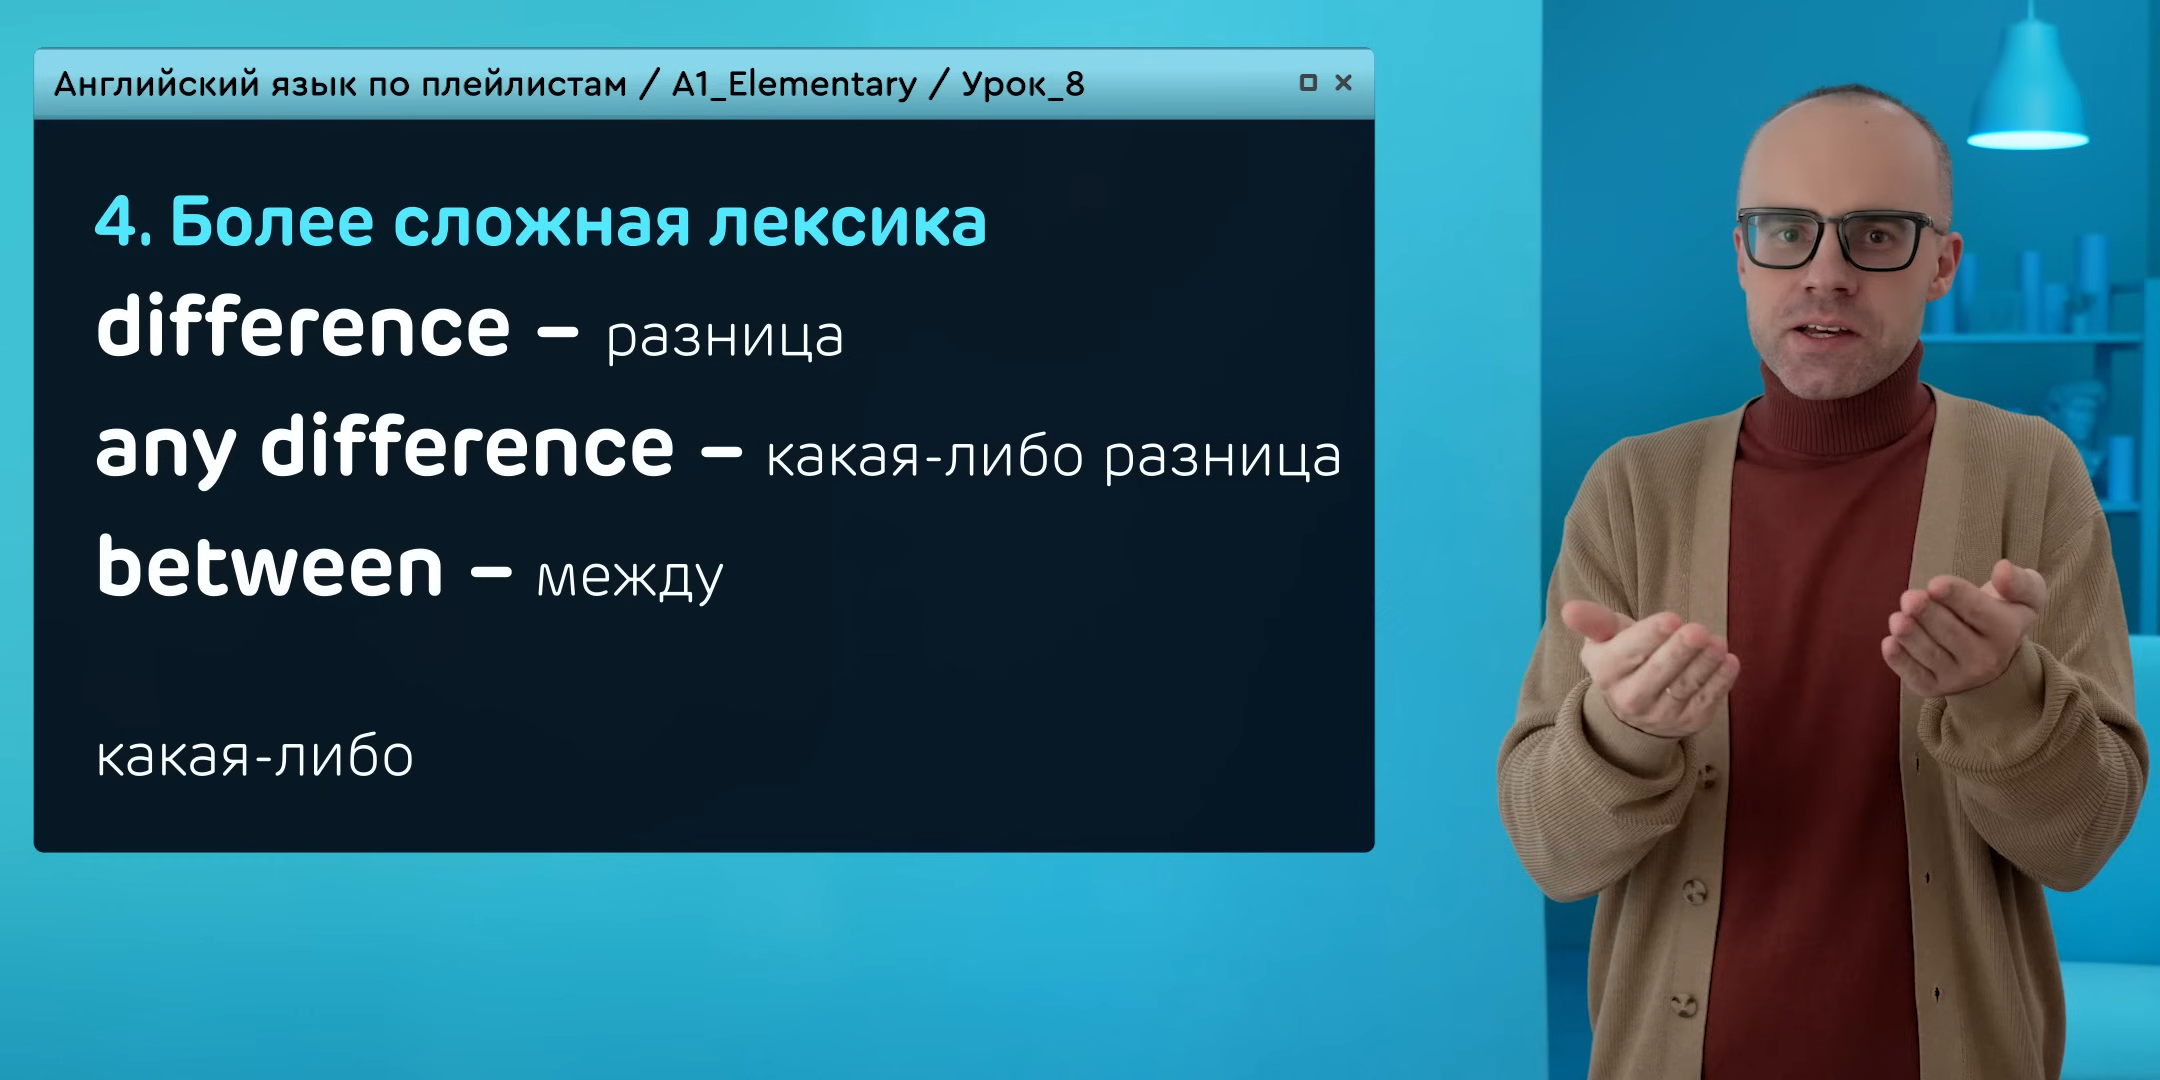 Английский язык по плейлистам / A1_Elementary / Урок_8
4. Более сложная лексика
difference – разница
any difference – какая-либо разница
between – между
какая-либо